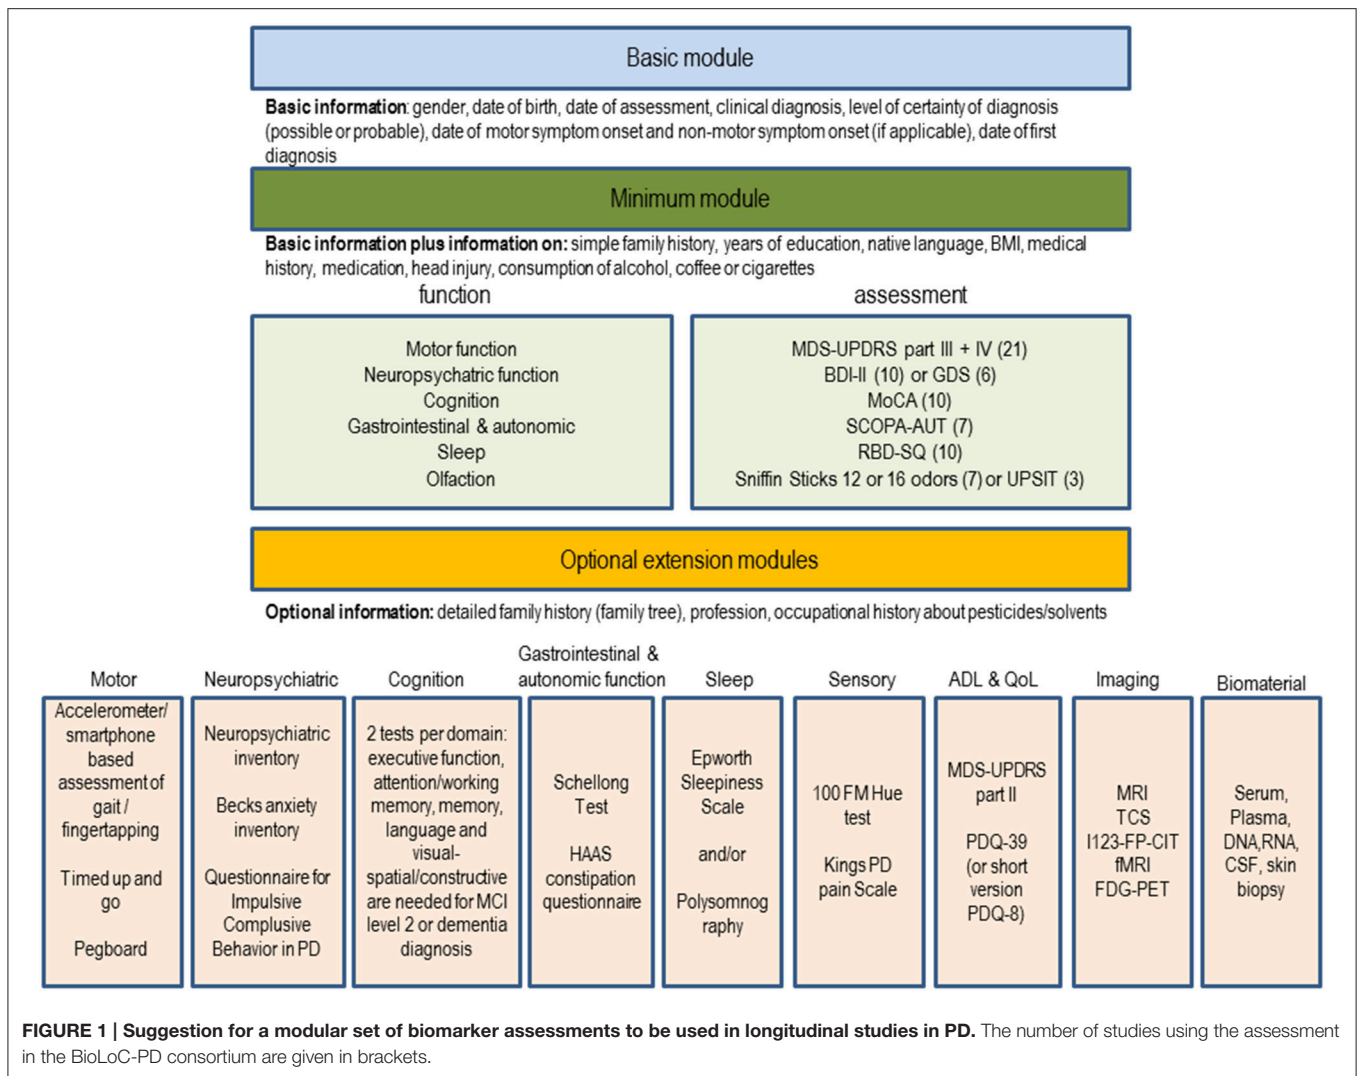 Basic module
Basic information: gender, date of birth, date of assessment, clinical diagnosis, level of certainty of diagnosis
(possible or probable), date of motor symptom onset and non-motor symptom onset (if applicable), date of first
diagnosis
Minimum module
Basic information plus information on: simple family history, years of education, native language, BMI, medical
history, medication, head injury, consumption of alcohol, coffee or cigarettes
function
Motor function
Neuropsychatric function
Cognition
Gastrointestinal & autonomic
Sleep
Olfaction
assessment
MDS-UPDRS part III + IV (21)
BDI-II (10) or GDS (6)
MoCA (10)
SCOPA-AUT (7)
RBD-SQ (10)
Sniffin Sticks 12 or 16 odors (7) or UPSIT (3)
Optional extension modules
Optional information: detailed family history (family tree), profession, occupational history about pesticides/solvents
Motor
Accelerometer/
smartphone
based
assessment of
gait /
fingertapping
Timed up and
go
Pegboard
Neuropsychiatric
Neuropsychiatric
inventory
Becks anxiety
inventory
Questionnaire for
Impulsive
Complusive
Behavior in PD
Cognition
2 tests per domain:
executive function,
attention/working
memory, memory,
language and
visual-
spatial/constructive
are needed for MCI
level 2 or dementia
diagnosis
Gastrointestinal &
autonomic function
Schellong
Test
HAAS
constipation
questionnaire
Sleep
Epworth
Sleepiness
Scale
and/or
Polysomnog
raphy
Sensory
100 FM Hue
test
Kings PD
pain Scale
ADL & QoL
MDS-UPDRS
part II
PDQ-39
(or short
version
PDQ-8)
Imaging
MRI
TCS
I123-FP-CIT
fMRI
FDG-PET
Biomaterial
Serum,
Plasma,
DNA,RNA,
CSF, skin
biopsy
FIGURE 1 | Suggestion for a modular set of biomarker assessments to be used in longitudinal studies in PD. The number of studies using the assessment
in the BioLoC-PD consortium are given in brackets.